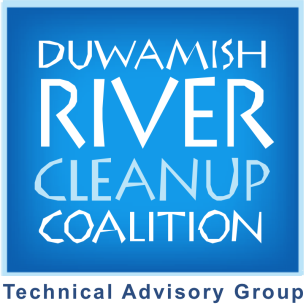 DUWAMISH
RIVER
CLEANUP
COALITION
Technical Advisory Group